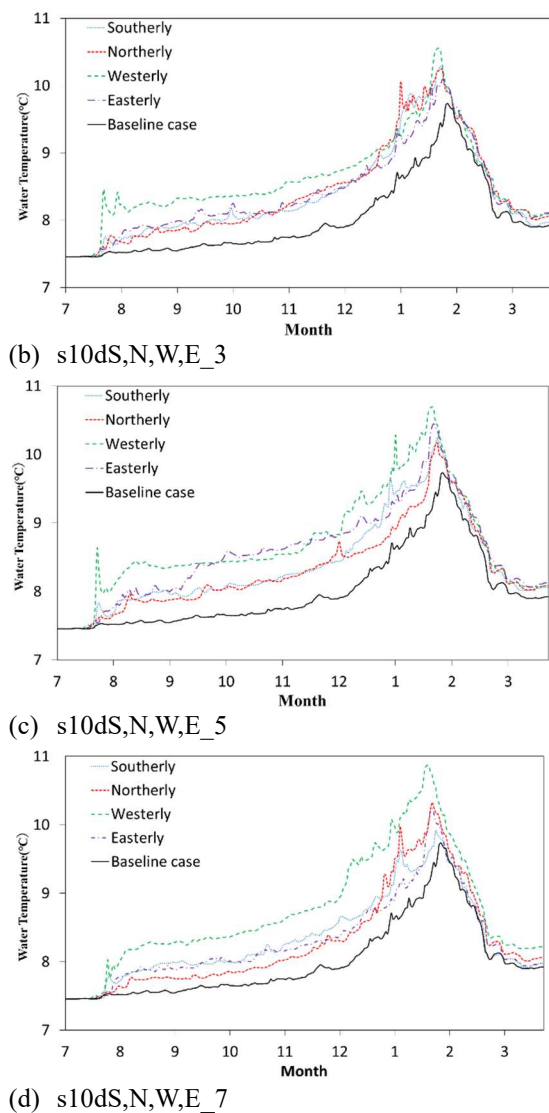 11
10
9
8
7
Water Temperature(℃)
Southerly
Northerly
Westerly
Easterly
Baseline case
7 8 9 10 11 12 1 2 3
Month
(b) s10dS,N,W,E_3
11
10
9
8
7
Water Temperature(℃)
Southerly
Northerly
Westerly
Easterly
Baseline case
7 8 9 10 11 12 1 2 3
Month
(c) s10dS,N,W,E_5
11
10
9
8
7
Water Temperature(℃)
Southerly
Northerly
Westerly
Easterly
Baseline case
7 8 9 10 11 12 1 2 3
Month
(d) s10dS,N,W,E_7